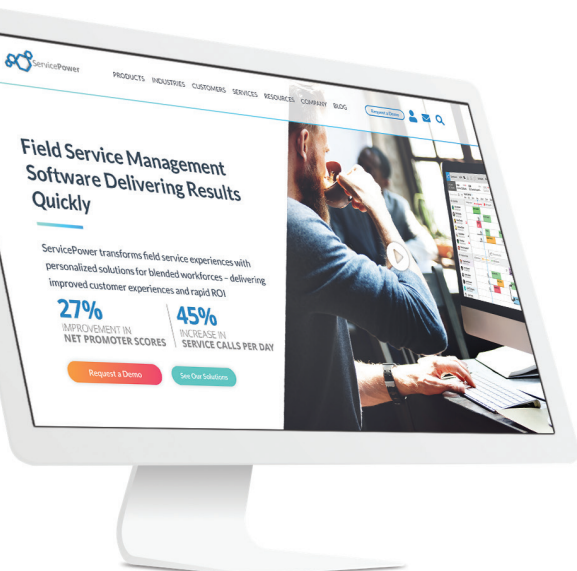 ServicePower
PRODUCTS INDUSTRIES CUSTOMERS SERVICES RESOURCES COMPANY BLOG
Request a Demo
Field Service Management
Software Delivering Results
Quickly
ServicePower transforms field service experiences with
personalized solutions for blended workforces – delivering
improved customer experiences and rapid ROI
27%
IMPROVEMENT IN
NET PROMOTER SCORES
45%
INCREASE IN
SERVICE CALLS PER DAY
Request a Demo
See Our Solutions